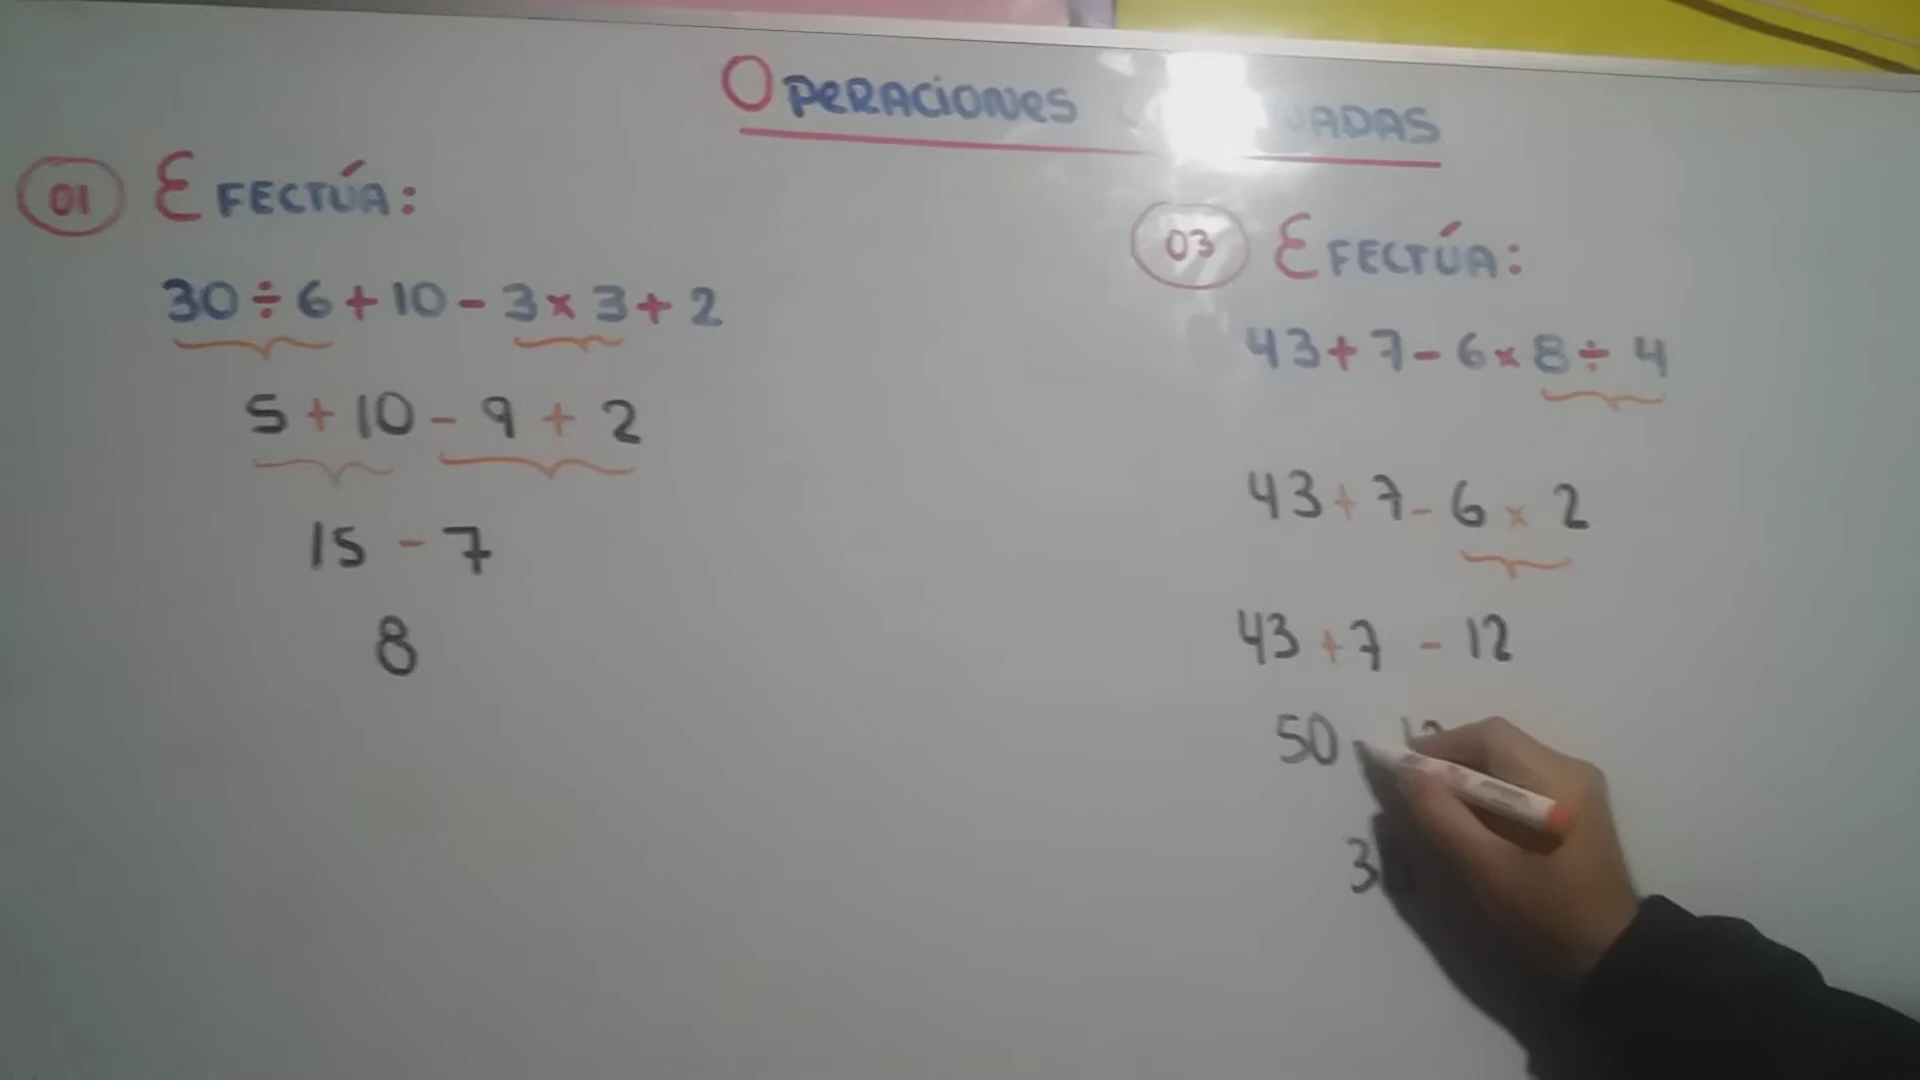 OPERACIONES
01 EFECTÚA:
30 ÷ 6 + 10 - 3 × 3 + 2
5 + 10 - 9 + 2
15 - 7
8
03 EFECTÚA:
43 + 7 - 6 × 8 ÷ 4
43 + 7 - 6 × 2
43 + 7 - 12
50